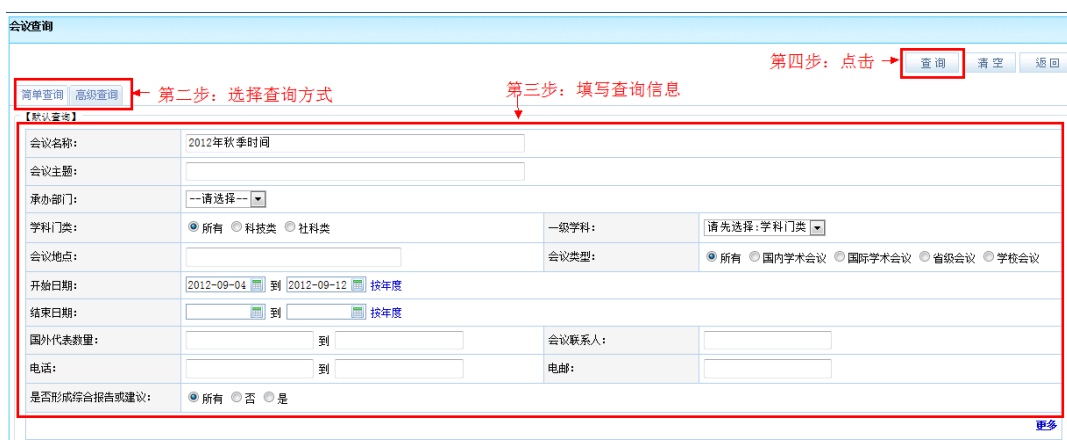 会议查询
第四步：点击 查询 清空 返回
简单查询 高级查询 第二步：选择查询方式 第三步：填写查询信息
【默认查询】
会议名称： 2012年秋季时间
会议主题：
承办部门： --请选择--
学科门类： 所有 科技类 社科类 一级学科： 请先选择:学科门类
会议地点： 会议类型： 所有 国内学术会议 国际学术会议 省级会议 学校会议
开始日期： 2012-09-04 到 2012-09-12 按年度
结束日期： 到 按年度
国外代表数量： 到 会议联系人：
电话： 到 电邮：
是否形成综合报告或建议： 所有 否 是
更多